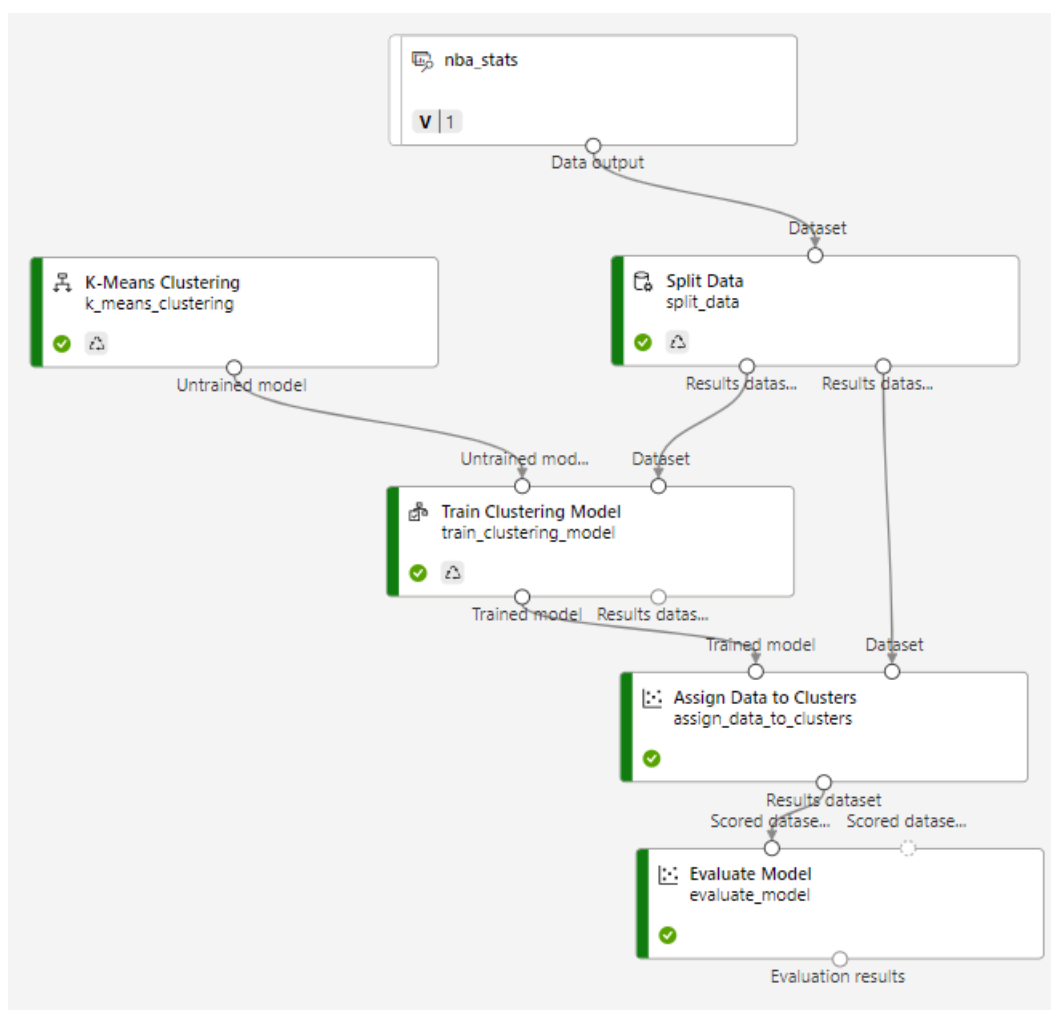 nba_stats
V 1
Data output
Dataset
K-Means Clustering
k_means_clustering
Untrained model
Split Data
split_data
Results datas... Results datas...
Untrained mod... Dataset
Train Clustering Model
train_clustering_model
Trained model Results datas...
Trained model Dataset
Assign Data to Clusters
assign_data_to_clusters
Results dataset
Scored datase... Scored datase...
Evaluate Model
evaluate_model
Evaluation results